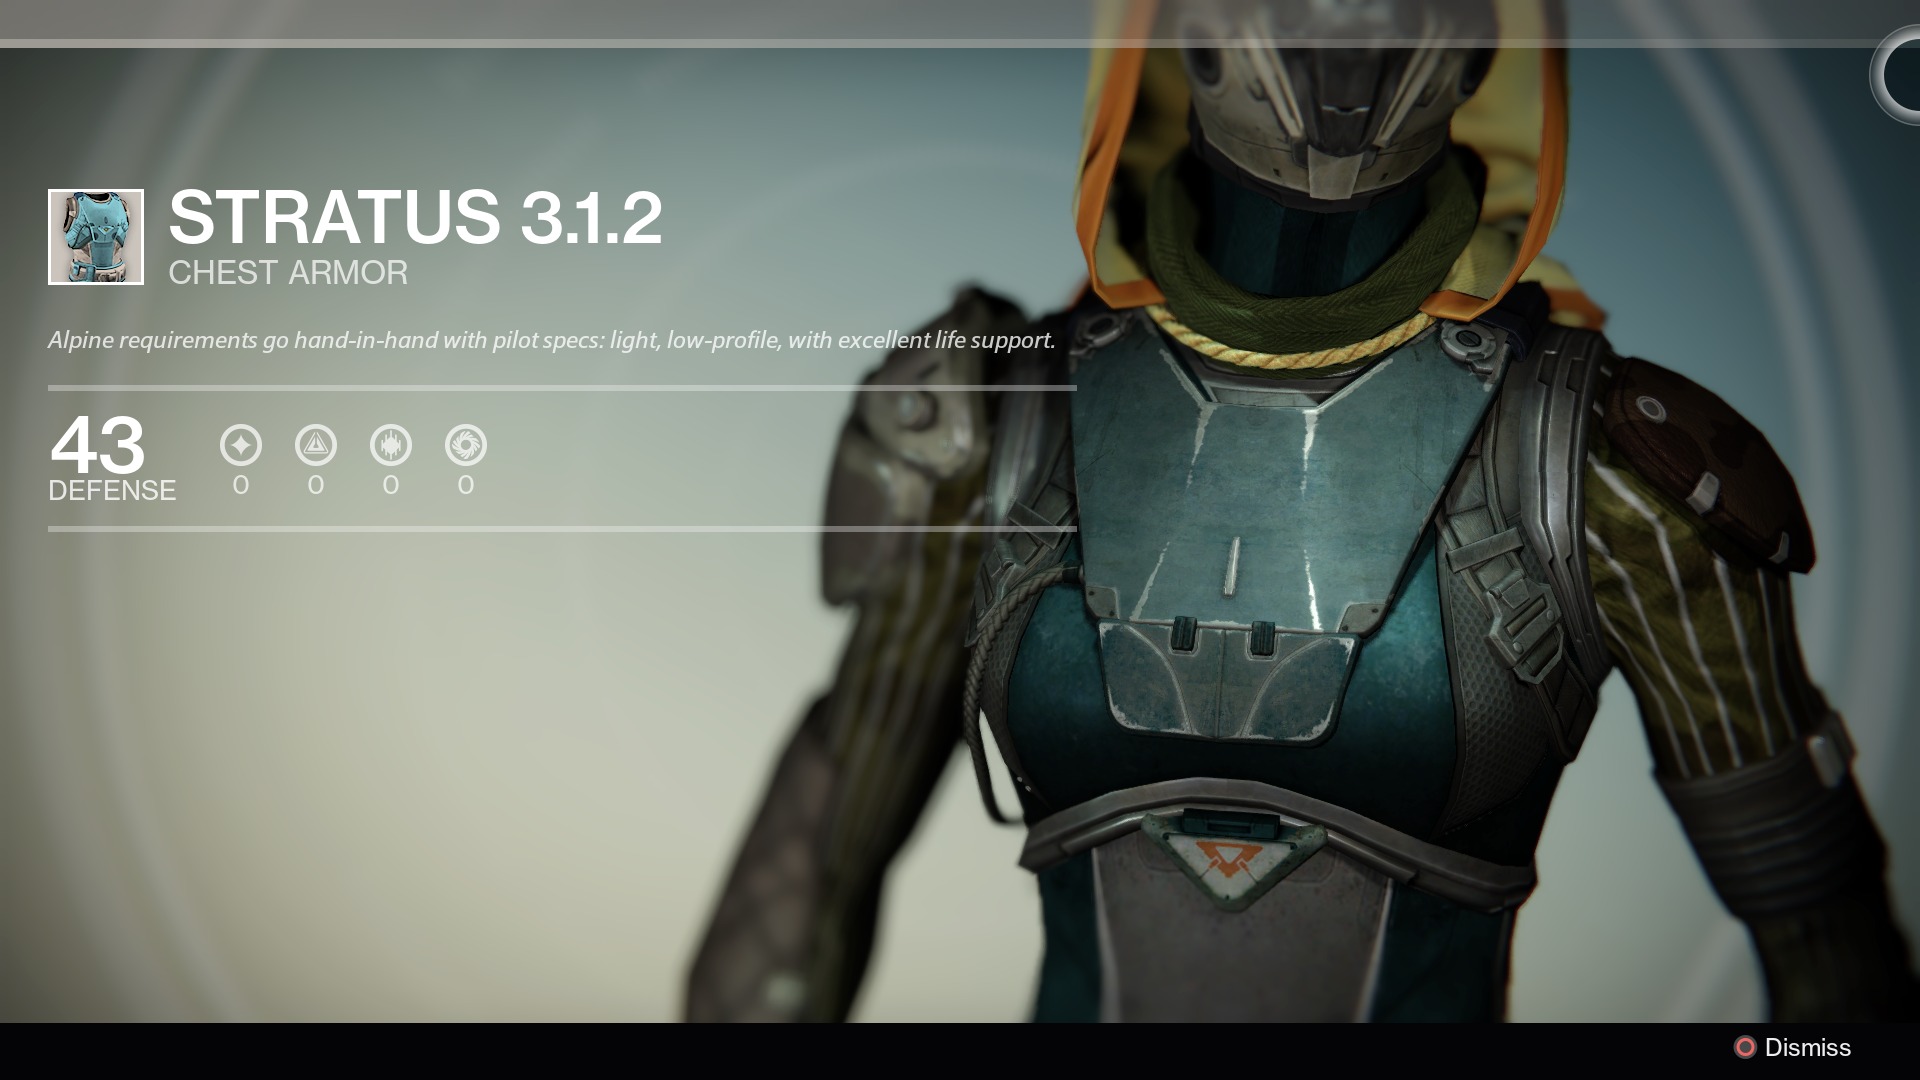 STRATUS 3.1.2
CHEST ARMOR
Alpine requirements go hand-in-hand with pilot specs: light, low-profile, with excellent life support.
43
DEFENSE
0 0 0 0
Dismiss